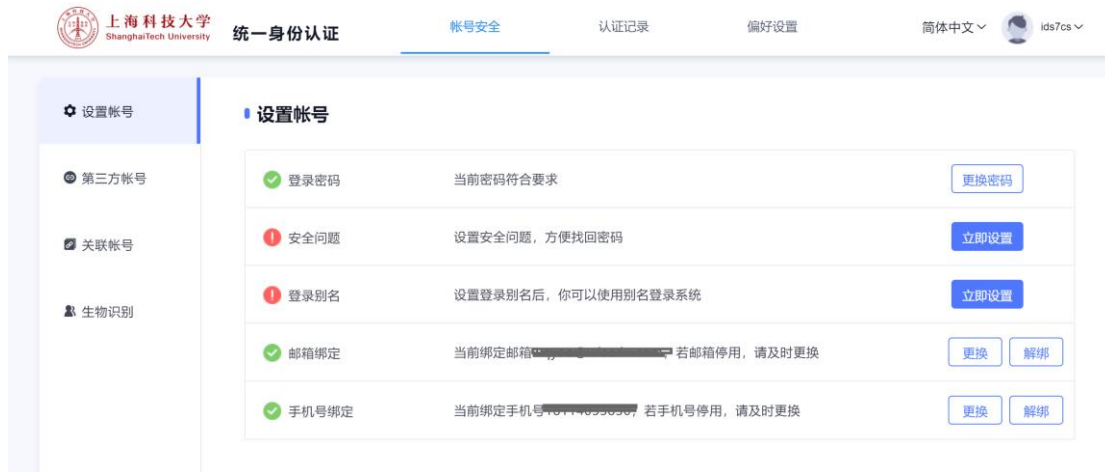 上海科技大学
ShanghaiTech University
统一身份认证
帐号安全
认证记录
偏好设置
简体中文
ids7cs
设置帐号
第三方帐号
关联帐号
生物识别
设置帐号
登录密码 当前密码符合要求 更换密码
安全问题 设置安全问题，方便找回密码 立即设置
登录别名 设置登录别名后，你可以使用别名登录系统 立即设置
邮箱绑定 当前绑定邮箱 若邮箱停用，请及时更换 更换 解绑
手机号绑定 当前绑定手机号 若手机号停用，请及时更换 更换 解绑